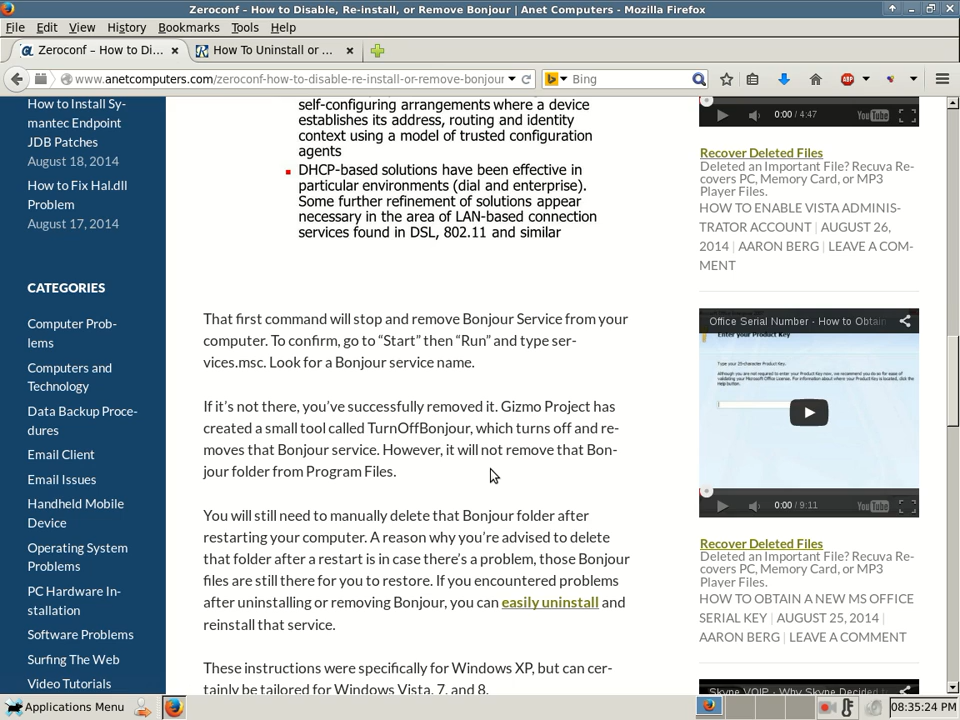 Zeroconf – How to Disable, Re-install, or Remove Bonjour | Anet Computers - Mozilla Firefox
File Edit View History Bookmarks Tools Help
Zeroconf – How to Di...
How To Uninstall or ...
www.anetcomputers.com/zeroconf-how-to-disable-re-install-or-remove-bonjour
Bing
ABP
How to Install Sy-
mantec Endpoint
JDB Patches
August 18, 2014
How to Fix Hal.dll
Problem
August 17, 2014
CATEGORIES
Computer Prob-
lems
Computers and
Technology
Data Backup Proce-
dures
Email Client
Email Issues
Handheld Mobile
Device
Operating System
Problems
PC Hardware In-
stallation
Software Problems
Surfing The Web
Video Tutorials
self-configuring arrangements where a device
establishes its address, routing and identity
context using a model of trusted configuration
agents
DHCP-based solutions have been effective in
particular environments (dial and enterprise).
Some further refinement of solutions appear
necessary in the area of LAN-based connection
services found in DSL, 802.11 and similar
That first command will stop and remove Bonjour Service from your
computer. To confirm, go to “Start” then “Run” and type ser-
vices.msc. Look for a Bonjour service name.
If it’s not there, you’ve successfully removed it. Gizmo Project has
created a small tool called TurnOffBonjour, which turns off and re-
moves that Bonjour service. However, it will not remove that Bon-
jour folder from Program Files.
You will still need to manually delete that Bonjour folder after
restarting your computer. A reason why you’re advised to delete
that folder after a restart is in case there’s a problem, those Bonjour
files are still there for you to restore. If you encountered problems
after uninstalling or removing Bonjour, you can easily uninstall and
reinstall that service.
These instructions were specifically for Windows XP, but can cer-
tainly be tailored for Windows Vista, 7, and 8.
0:00 / 4:47
YouTube
Recover Deleted Files
Deleted an Important File? Recuva Re-
covers PC, Memory Card, or MP3
Player Files.
HOW TO ENABLE VISTA ADMINIS-
TRATOR ACCOUNT | AUGUST 26,
2014 | AARON BERG | LEAVE A COM-
MENT
Office Serial Number - How to Obtain
Enter your Product Key
0:00 / 9:11
YouTube
Recover Deleted Files
Deleted an Important File? Recuva Re-
covers PC, Memory Card, or MP3
Player Files.
HOW TO OBTAIN A NEW MS OFFICE
SERIAL KEY | AUGUST 25, 2014 |
AARON BERG | LEAVE A COMMENT
Skype VOIP - Why Skype Decided t
Applications Menu
08:35:24 PM